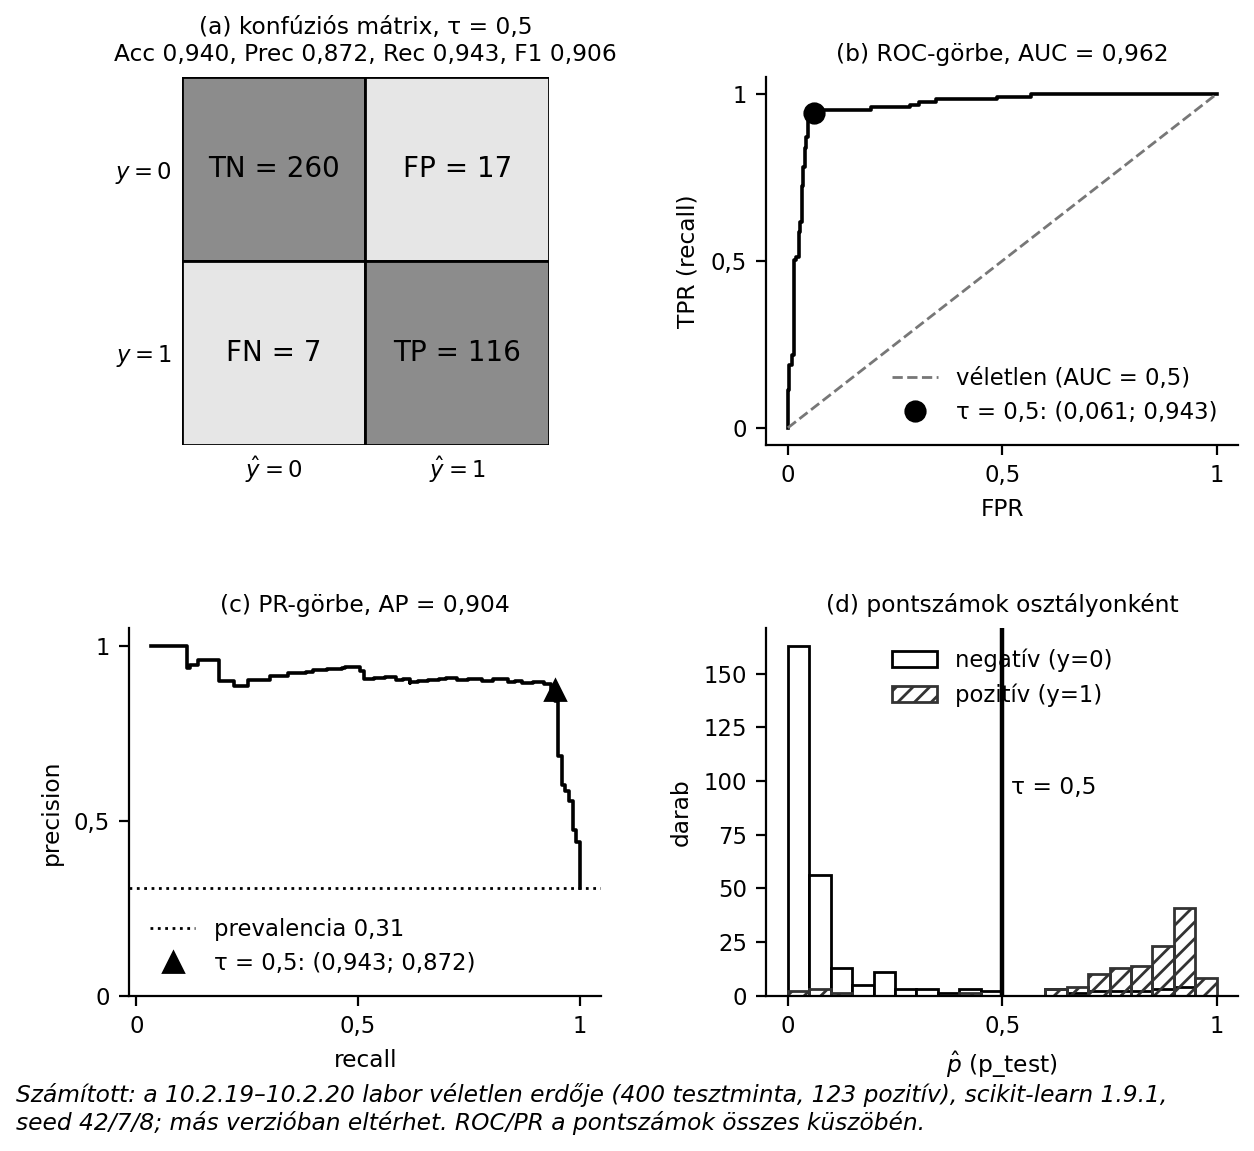 (a) konfúziós mátrix, τ = 0,5
Acc 0,940, Prec 0,872, Rec 0,943, F1 0,906
y = 0
TN = 260
FP = 17
y = 1
FN = 7
TP = 116
ŷ = 0
ŷ = 1
(b) ROC-görbe, AUC = 0,962
TPR (recall)
1
0,5
0
véletlen (AUC = 0,5)
τ = 0,5: (0,061; 0,943)
0
0,5
1
FPR
(c) PR-görbe, AP = 0,904
precision
1
0,5
0
prevalencia 0,31
τ = 0,5: (0,943; 0,872)
0
0,5
1
recall
(d) pontszámok osztályonként
darab
150
125
100
75
50
25
0
negatív (y=0)
pozitív (y=1)
τ = 0,5
0
0,5
1
p̂ (p_test)
Számított: a 10.2.19–10.2.20 labor véletlen erdője (400 tesztminta, 123 pozitív), scikit-learn 1.9.1,
seed 42/7/8; más verzióban eltérhet. ROC/PR a pontszámok összes küszöbén.